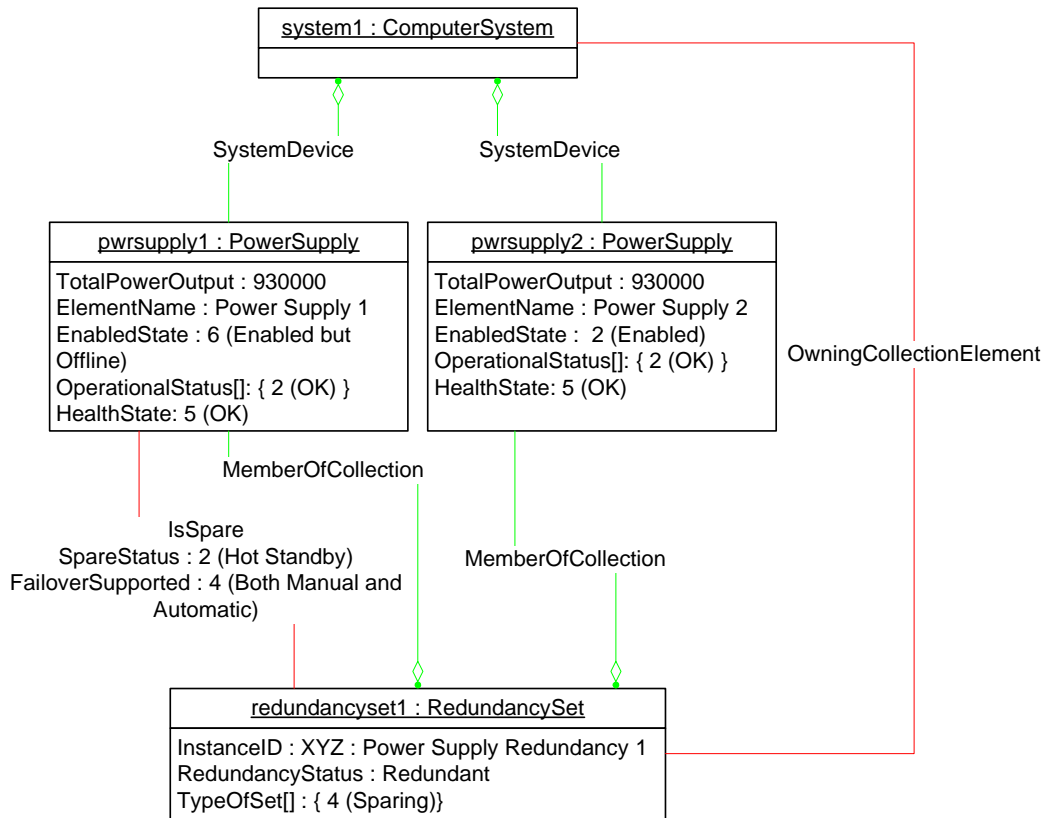 system1 : ComputerSystem
SystemDevice
SystemDevice
pwrsupply1 : PowerSupply
TotalPowerOutput : 930000
ElementName : Power Supply 1
EnabledState : 6 (Enabled but
Offline)
OperationalStatus[]: { 2 (OK) }
HealthState: 5 (OK)
pwrsupply2 : PowerSupply
TotalPowerOutput : 930000
ElementName : Power Supply 2
EnabledState :  2 (Enabled)
OperationalStatus[]: { 2 (OK) }
HealthState: 5 (OK)
OwningCollectionElement
MemberOfCollection
IsSpare
SpareStatus : 2 (Hot Standby)
FailoverSupported : 4 (Both Manual and
Automatic)
MemberOfCollection
redundancyset1 : RedundancySet
InstanceID : XYZ : Power Supply Redundancy 1
RedundancyStatus : Redundant
TypeOfSet[] : { 4 (Sparing)}